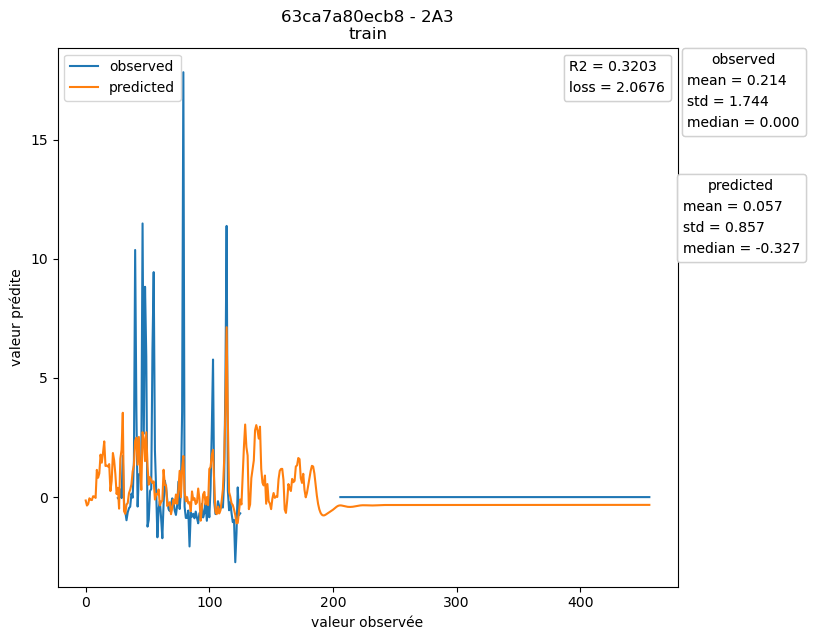 63ca7a80ecb8 - 2A3
train
observed
predicted
R2 = 0.3203
loss = 2.0676
observed
mean = 0.214
std = 1.744
median = 0.000
predicted
mean = 0.057
std = 0.857
median = -0.327
valeur prédite
15
10
5
0
0
100
200
300
400
valeur observée